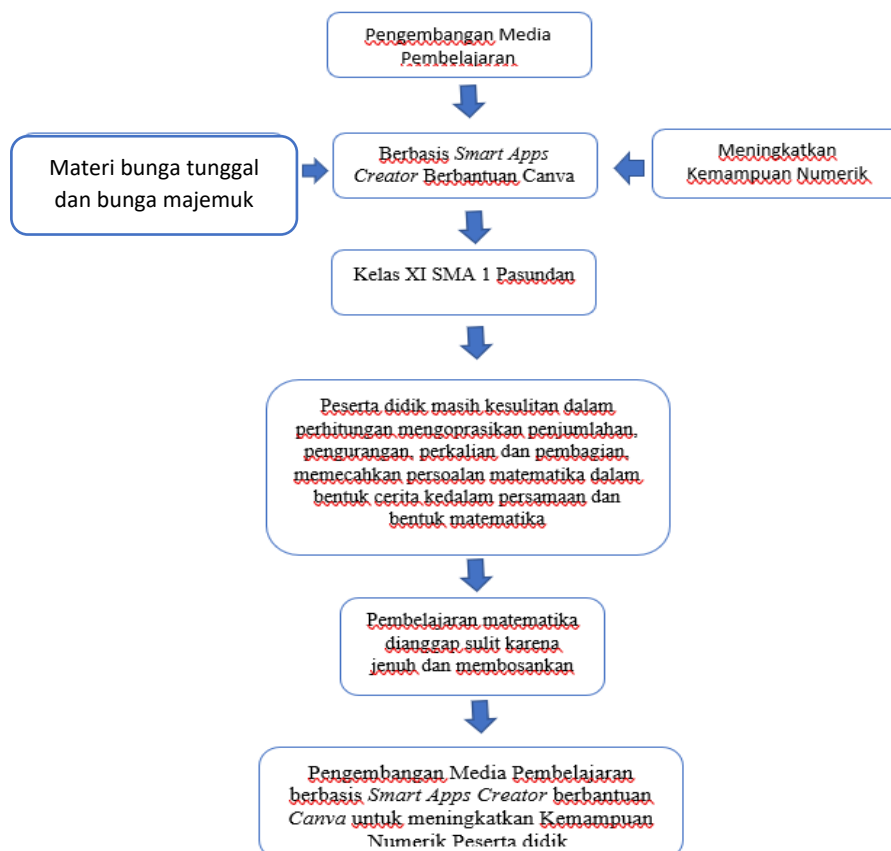 Pengembangan Media
Pembelajaran
Materi bunga tunggal
dan bunga majemuk
Berbasis Smart Apps
Creator Berbantuan Canva
Meningkatkan
Kemampuan Numerik
Kelas XI SMA 1 Pasundan
Peserta didik masih kesulitan dalam
perhitungan mengoprasikan penjumlahan,
pengurangan, perkalian dan pembagian,
memecahkan persoalan matematika dalam
bentuk cerita kedalam persamaan dan
bentuk matematika
Pembelajaran matematika
dianggap sulit karena
jenuh dan membosankan
Pengembangan Media Pembelajaran
berbasis Smart Apps Creator berbantuan
Canva untuk meningkatkan Kemampuan
Numerik Peserta didik